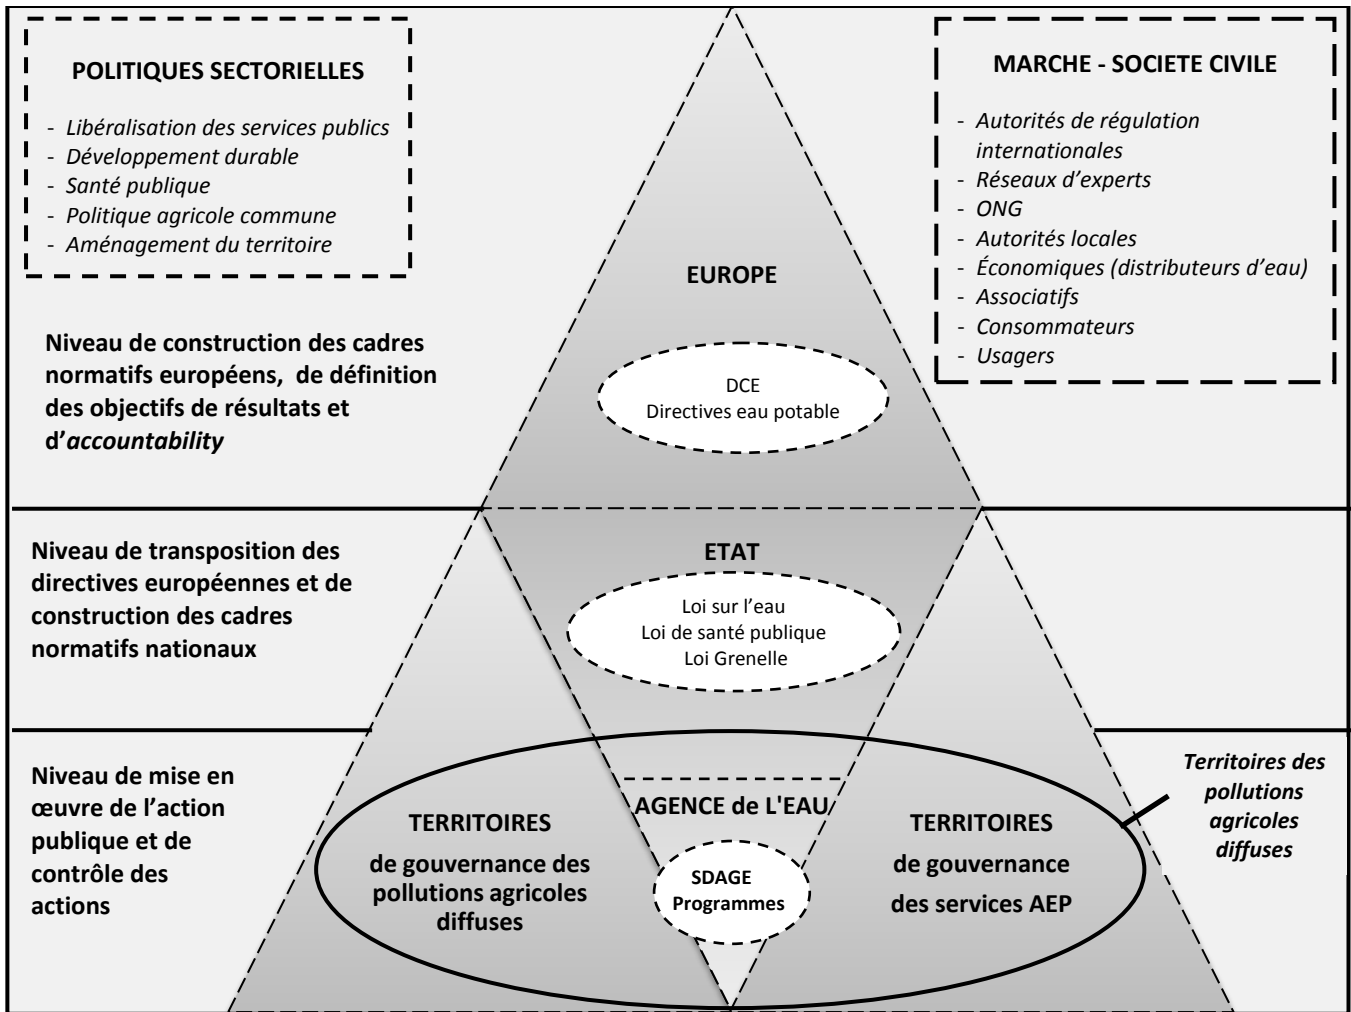 POLITIQUES SECTORIELLES
- Libéralisation des services publics
- Développement durable
- Santé publique
- Politique agricole commune
- Aménagement du territoire
MARCHE - SOCIETE CIVILE
- Autorités de régulation
internationales
- Réseaux d'experts
- ONG
- Autorités locales
- Économiques (distributeurs d'eau)
- Associatifs
- Consommateurs
- Usagers
EUROPE
DCE
Directives eau potable
Niveau de construction des cadres
normatifs européens, de définition
des objectifs de résultats et
d'accountability
Niveau de transposition des
directives européennes et de
construction des cadres
normatifs nationaux
ETAT
Loi sur l'eau
Loi de santé publique
Loi Grenelle
Niveau de mise en
œuvre de l'action
publique et de
contrôle des
actions
TERRITOIRES
de gouvernance des
pollutions agricoles
diffuses
AGENCE de L'EAU
SDAGE
Programmes
TERRITOIRES
de gouvernance
des services AEP
Territoires des
pollutions
agricoles
diffuses